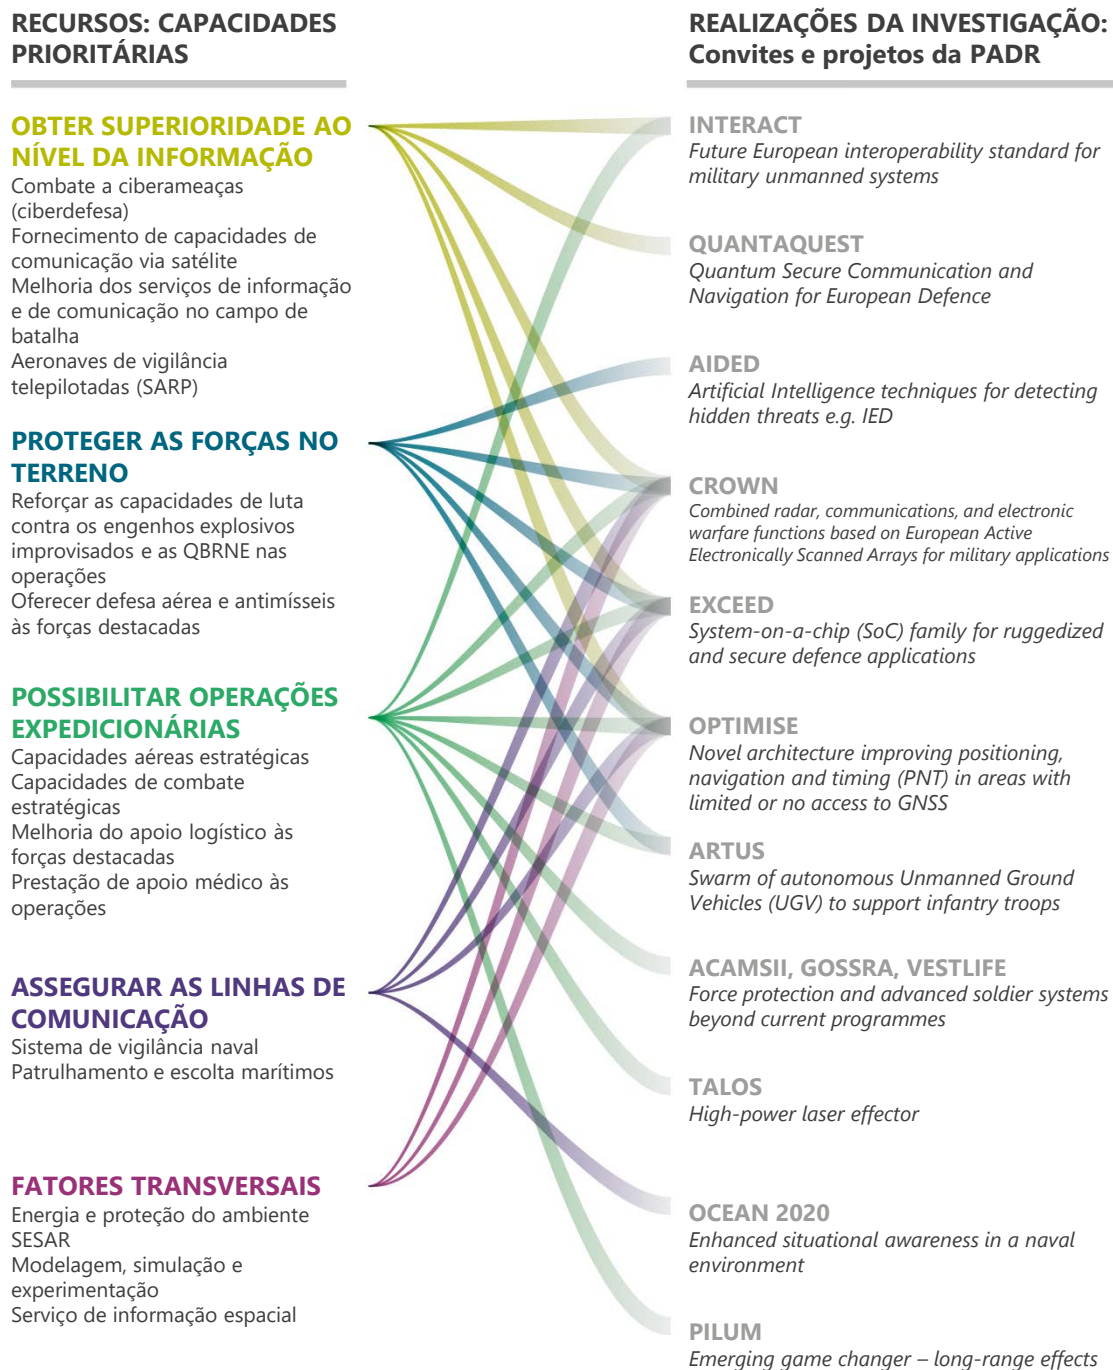 RECURSOS: CAPACIDADES
PRIORITÁRIAS
OBTER SUPERIORIDADE AO
NÍVEL DA INFORMAÇÃO
Combate a ciberameaças
(ciberdefesa)
Fornecimento de capacidades de
comunicação via satélite
Melhoria dos serviços de informação
e de comunicação no campo de
batalha
Aeronaves de vigilância
telepilotadas (SARP)
PROTEGER AS FORÇAS NO
TERRENO
Reforçar as capacidades de luta
contra os engenhos explosivos
improvisados e as QBRNE nas
operações
Oferecer defesa aérea e antimísseis
às forças destacadas
POSSIBILITAR OPERAÇÕES
EXPEDICIONÁRIAS
Capacidades aéreas estratégicas
Capacidades de combate
estratégicas
Melhoria do apoio logístico às
forças destacadas
Prestação de apoio médico às
operações
ASSEGURAR AS LINHAS DE
COMUNICAÇÃO
Sistema de vigilância naval
Patrulhamento e escolta marítimos
FATORES TRANSVERSAIS
Energia e proteção do ambiente
SESAR
Modelagem, simulação e
experimentação
Serviço de informação espacial
REALIZAÇÕES DA INVESTIGAÇÃO:
Convites e projetos da PADR
INTERACT
Future European interoperability standard for
military unmanned systems
QUANTAQUEST
Quantum Secure Communication and
Navigation for European Defence
AIDED
Artificial Intelligence techniques for detecting
hidden threats e.g. IED
CROWN
Combined radar, communications, and electronic
warfare functions based on European Active
Electronically Scanned Arrays for military applications
EXCEED
System-on-a-chip (SoC) family for ruggedized
and secure defence applications
OPTIMISE
Novel architecture improving positioning,
navigation and timing (PNT) in areas with
limited or no access to GNSS
ARTUS
Swarm of autonomous Unmanned Ground
Vehicles (UGV) to support infantry troops
ACAMSII, GOSSRA, VESTLIFE
Force protection and advanced soldier systems
beyond current programmes
TALOS
High-power laser effector
OCEAN 2020
Enhanced situational awareness in a naval
environment
PILUM
Emerging game changer – long-range effects